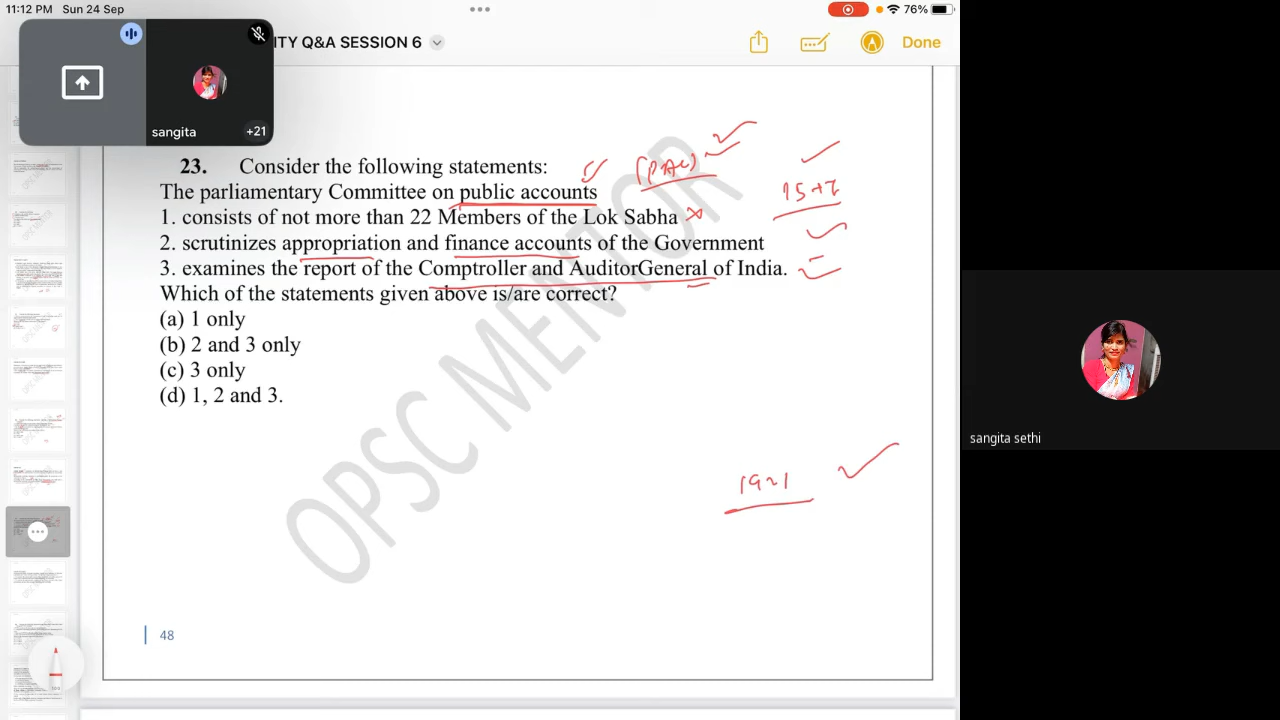 11:12 PM Sun 24 Sep
76%
ITY Q&A SESSION 6
Done
sangita
+21
23. Consider the following statements:
(PAC)
The parliamentary Committee on public accounts
15+7
1. consists of not more than 22 Members of the Lok Sabha
2. scrutinizes appropriation and finance accounts of the Government
3. examines the report of the Comptroller and AuditorGeneral of India.
Which of the statements given above is/are correct?
(a) 1 only
(b) 2 and 3 only
(c) 3 only
(d) 1, 2 and 3.
1921
OPSC MENTOR
48
sangita sethi